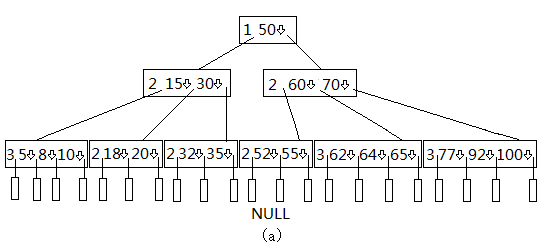 1 50⇩
2 15⇩ 30⇩ 2 60⇩ 70⇩
3 5⇩8⇩10⇩ 2 18⇩20⇩ 2 32⇩35⇩ 2 52⇩55⇩ 3 62⇩64⇩65⇩ 3 77⇩92⇩100⇩
NULL
(a)